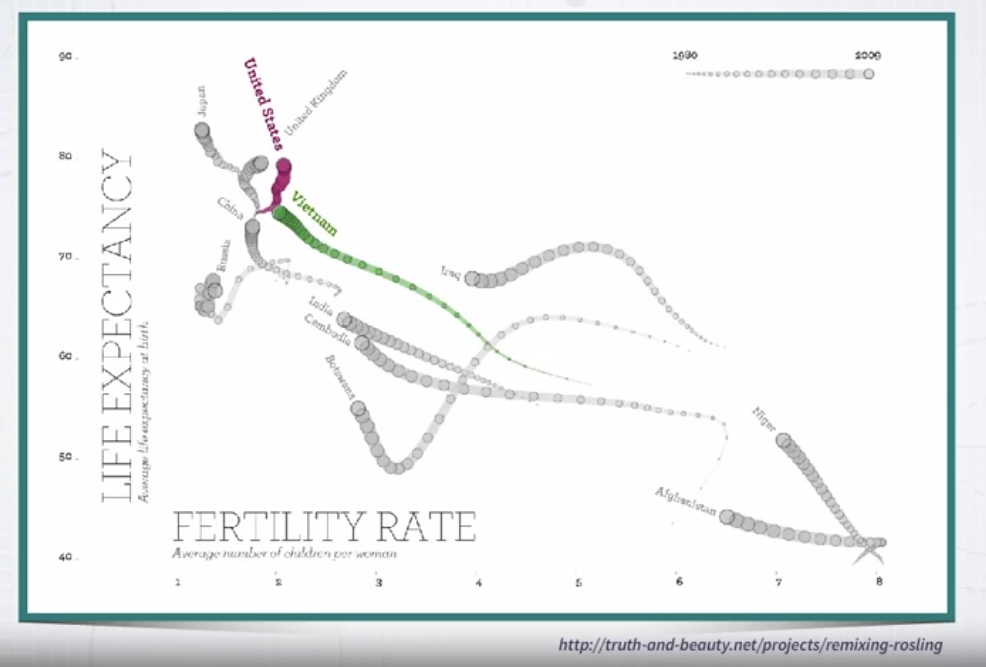 90
1980
2009
Japan
United States
United Kingdom
80
Vietnam
China
70
Russia
Iraq
LIFE EXPECTANCY
Average life expectancy at birth
India
Cambodia
60
Botswana
Niger
50
Afghanistan
FERTILITY RATE
Average number of children per woman
40
1 2 3 4 5 6 7 8
http://truth-and-beauty.net/projects/remixing-rosling